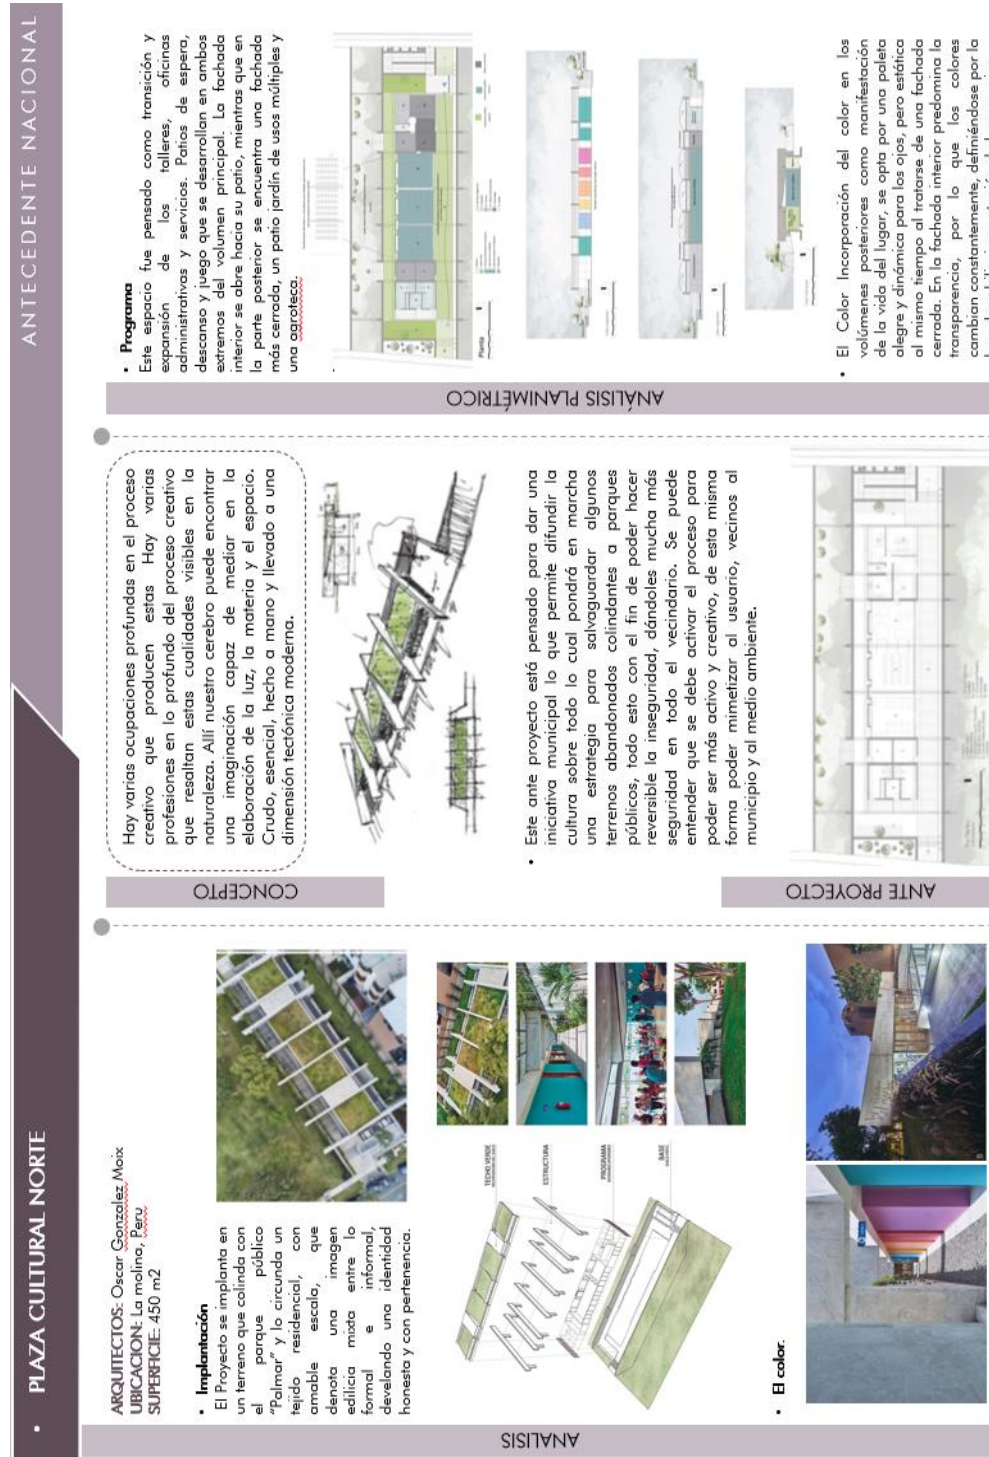 • PLAZA CULTURAL NORTE
ANTECEDENTE NACIONAL
ANALISIS
ARQUITECTOS: Oscar Gonzalez Moix
UBICACION: La molina, Peru
SUPERFICIE: 450 m2
• Implantación
El Proyecto se implanta en
un terreno que colinda con
el parque público
“Palmar” y lo circunda un
tejido residencial, con
amable escala, que
denota una imagen
edilicia mixta entre lo
formal e informal,
develando una identidad
honesta y con pertenencia.
TECHO VERDE
ESTRUCTURA
PROGRAMA
BASE
• El color.
CONCEPTO
Hay varias ocupaciones profundas en el proceso
creativo que producen estas Hay varias
profesiones en lo profundo del proceso creativo
que resaltan estas cualidades visibles en la
naturaleza. Allí nuestro cerebro puede encontrar
una imaginación capaz de mediar en la
elaboración de la luz, la materia y el espacio.
Crudo, esencial, hecho a mano y llevado a una
dimensión tectónica moderna.
ANTE PROYECTO
• Este ante proyecto está pensado para dar una
iniciativa municipal lo que permite difundir la
cultura sobre todo lo cual pondrá en marcha
una estrategia para salvaguardar algunos
terrenos abandonados colindantes a parques
públicos, todo esto con el fin de poder hacer
reversible la inseguridad, dándoles mucha más
seguridad en todo el vecindario. Se puede
entender que se debe activar el proceso para
poder ser más activo y creativo, de esta misma
forma poder mimetizar al usuario, vecinos al
municipio y al medio ambiente.
ANÁLISIS PLANIMÉTRICO
• Programa
Este espacio fue pensado como transición y
expansión de los talleres, oficinas
administrativas y servicios. Patios de espera,
descanso y juego que se desarrollan en ambos
extremos del volumen principal. La fachada
interior se abre hacia su patio, mientras que en
la parte posterior se encuentra una fachada
más cerrada, un patio jardín de usos múltiples y
una agroteca.
Planta
• El Color Incorporación del color en los
volúmenes posteriores como manifestación
de la vida del lugar, se opta por una paleta
alegre y dinámica para los ojos, pero estática
al mismo tiempo al tratarse de una fachada
cerrada. En la fachada interior predomina la
transparencia, por lo que los colores
cambian constantemente, definiéndose por la